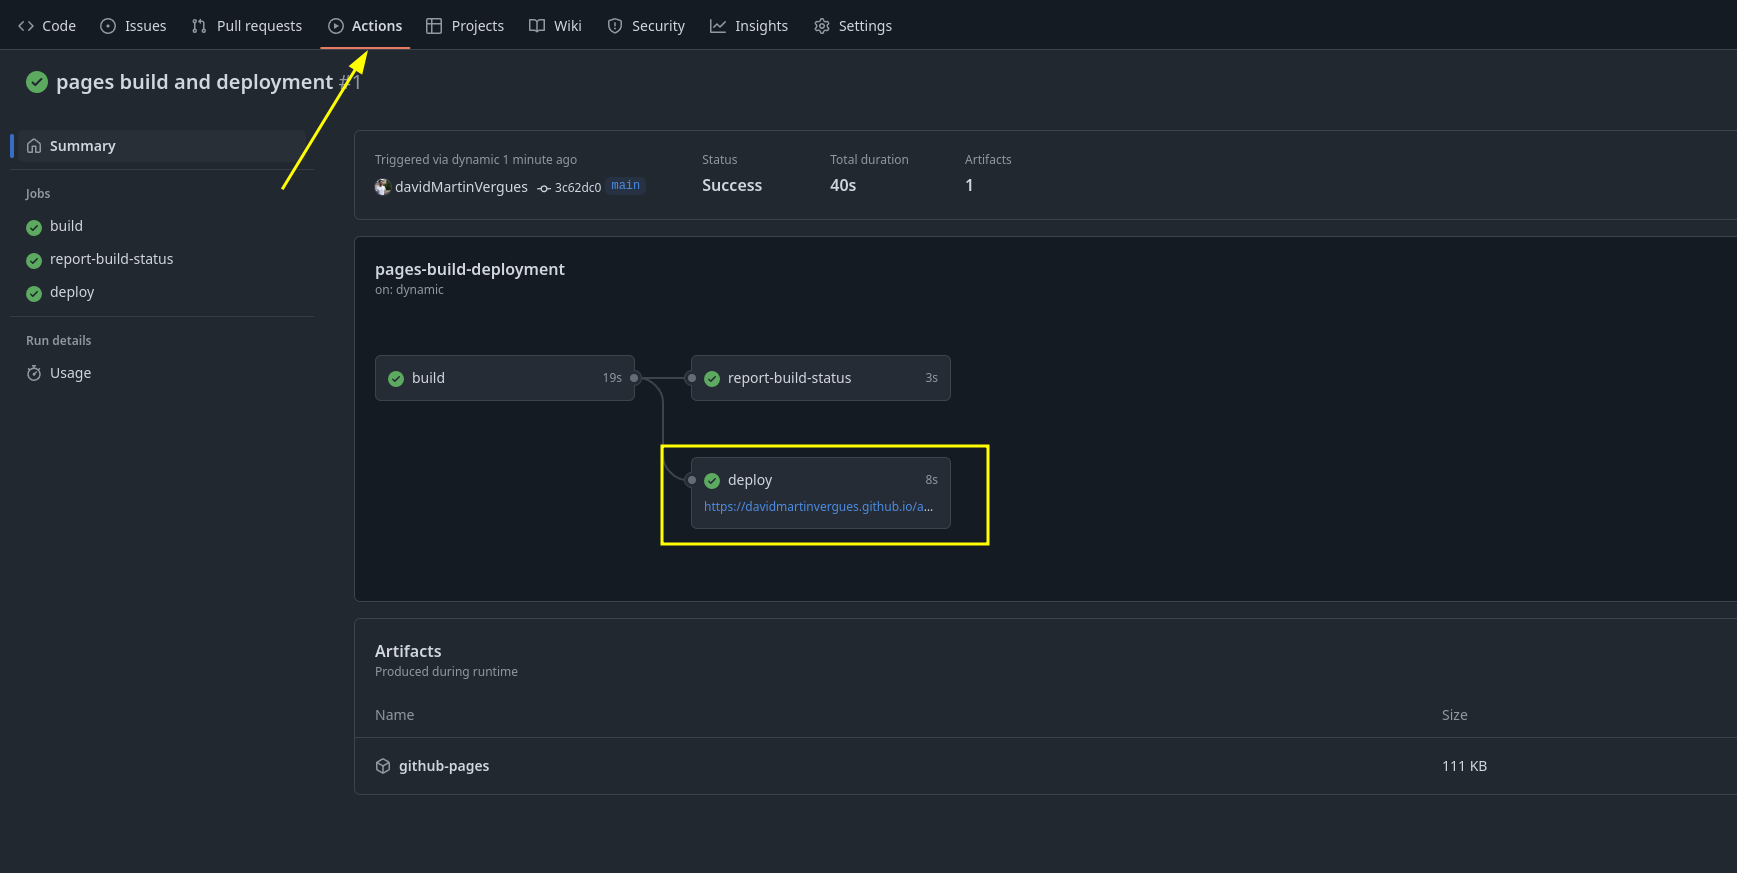 Code Issues Pull requests Actions Projects Wiki Security Insights Settings
pages build and deployment #1
Summary
Jobs
build
report-build-status
deploy
Run details
Usage
Triggered via dynamic 1 minute ago
davidMartinVergues 3c62dc0 main
Status
Success
Total duration
40s
Artifacts
1
pages-build-deployment
on: dynamic
build 19s
report-build-status 3s
deploy 8s
https://davidmartinvergues.github.io/a...
Artifacts
Produced during runtime
Name Size
github-pages 111 KB